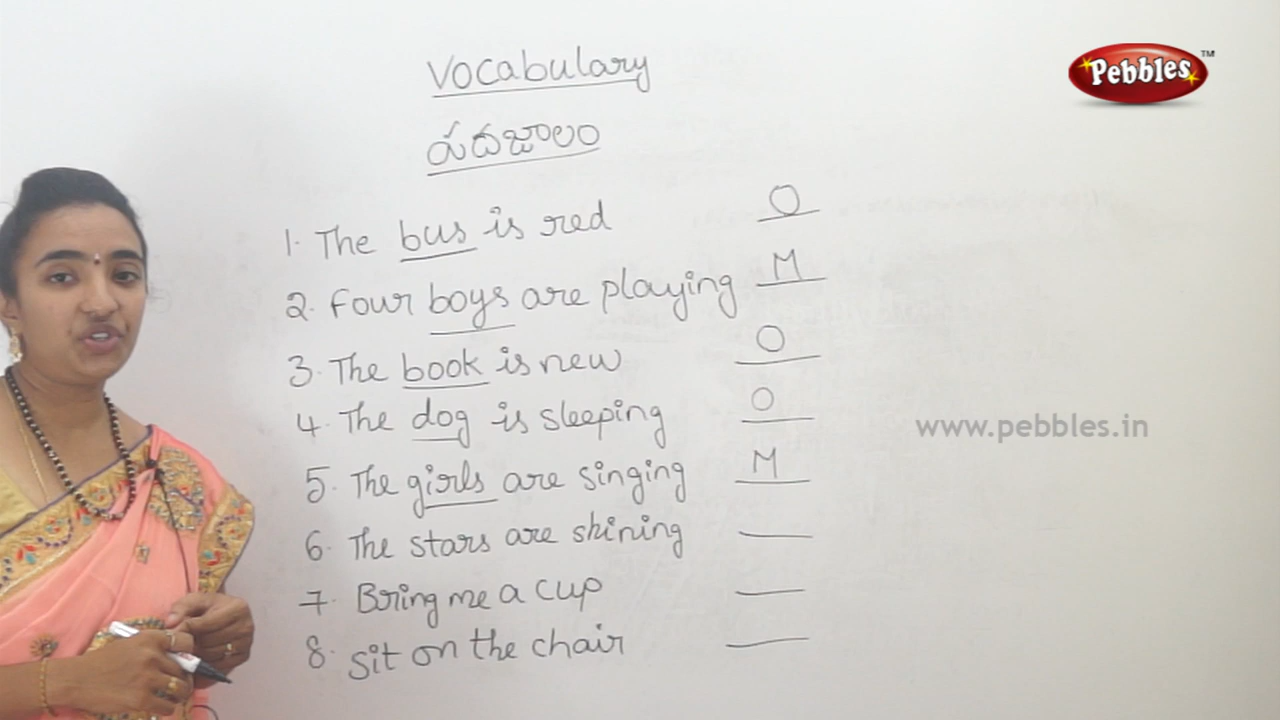 Vocabulary
పదజాలం
Pebbles™
1. The bus is red O
2. Four boys are playing M
3. The book is new O
4. The dog is sleeping O
www.pebbles.in
5. The girls are singing M
6. The stars are shining
7. Bring me a cup
8. Sit on the chair